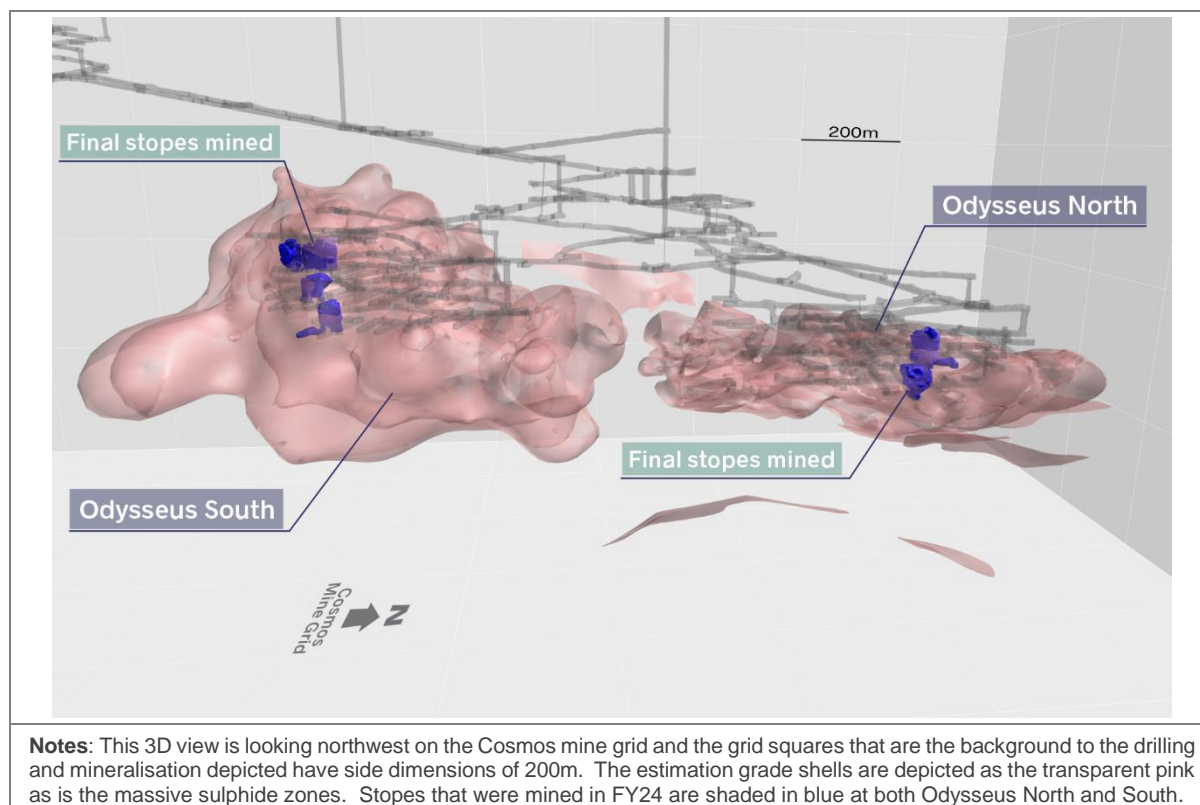 Final stopes mined
200m
Odysseus North
Final stopes mined
Odysseus South
Cosmos
Mine Grid
N
Notes: This 3D view is looking northwest on the Cosmos mine grid and the grid squares that are the background to the drilling
and mineralisation depicted have side dimensions of 200m. The estimation grade shells are depicted as the transparent pink
as is the massive sulphide zones. Stopes that were mined in FY24 are shaded in blue at both Odysseus North and South.